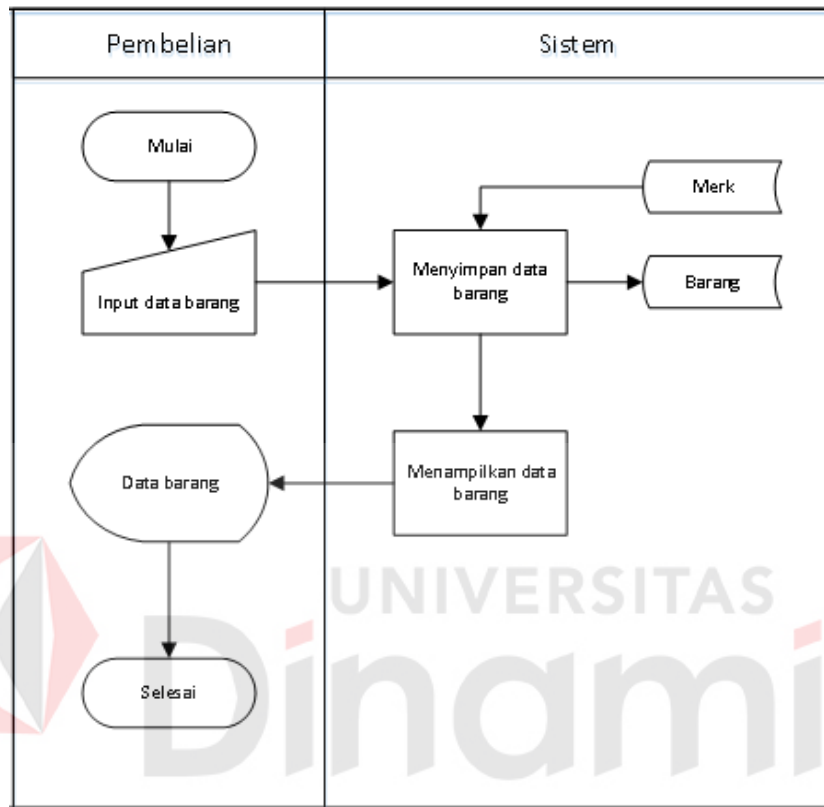 Pembelian
Sistem
Mulai
Merk
Input data barang
Menyimpan data
barang
Barang
Data barang
Menampilkan data
barang
Selesai
UNIVERSITAS
Dinami